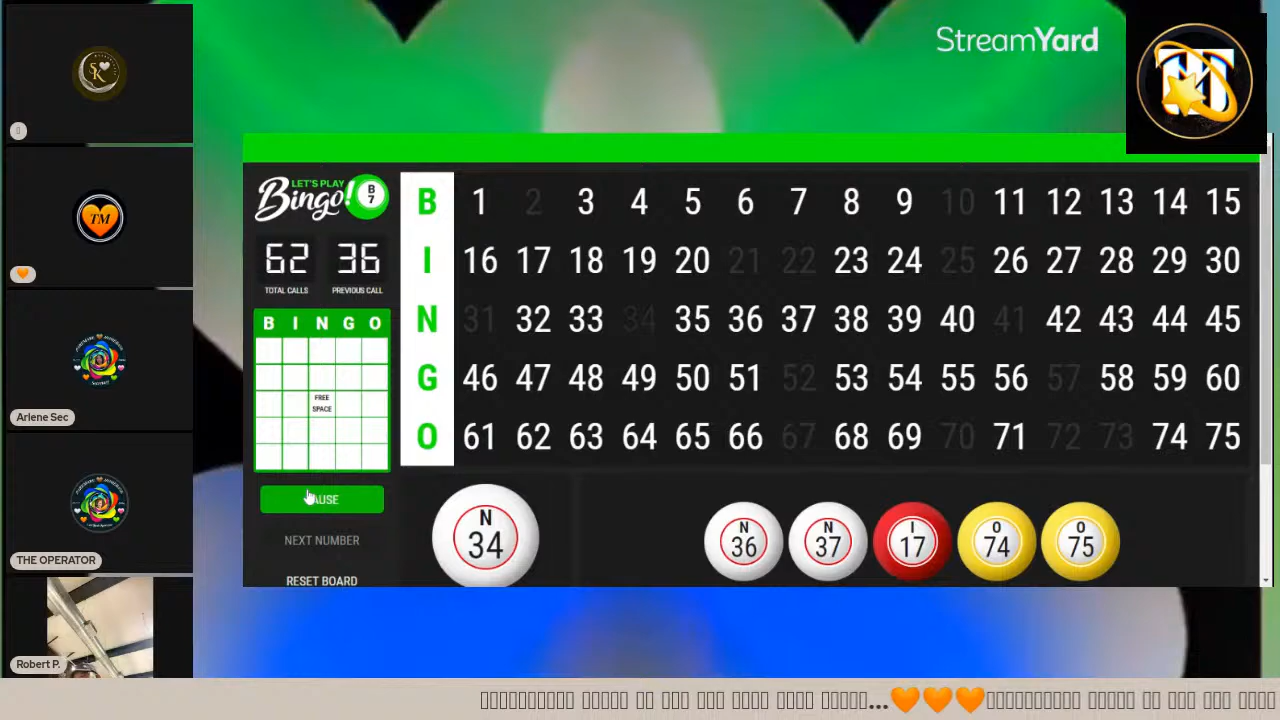 StreamYard
SK
TM
Arlene Sec
THE OPERATOR
Robert P.
LET'S PLAY
Bingo!
B
7
62 36
TOTAL CALLS PREVIOUS CALL
B I N G O
FREE
SPACE
NEXT NUMBER
RESET BOARD
B 1 2 3 4 5 6 7 8 9 10 11 12 13 14 15
I 16 17 18 19 20 21 22 23 24 25 26 27 28 29 30
N 31 32 33 34 35 36 37 38 39 40 41 42 43 44 45
G 46 47 48 49 50 51 52 53 54 55 56 57 58 59 60
O 61 62 63 64 65 66 67 68 69 70 71 72 73 74 75
N
34
N
36
N
37
I
17
O
74
O
75